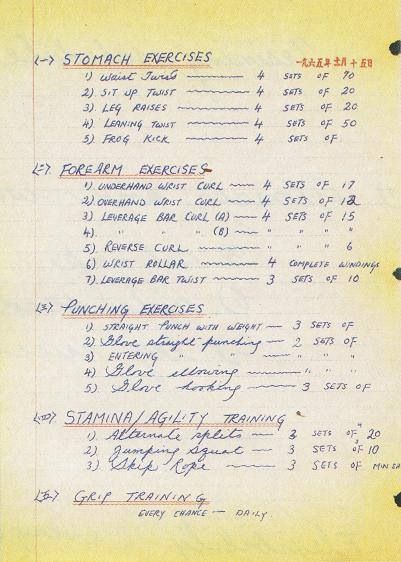 <一> STOMACH EXERCISES 一九六五年十二月十五日
1) Waist Twist 4 SETS OF 70
2) SIT UP TWIST 4 SETS OF 20
3) LEG RAISES 4 SETS OF 20
4) LEANING TWIST 4 SETS OF 50
5) FROG KICK 4 SETS OF
<二> FOREARM EXERCISES
1) UNDERHAND WRIST CURL 4 SETS OF 17
2) OVERHAND WRIST CURL 4 SETS OF 12
3) LEVERAGE BAR CURL (A) 4 SETS OF 15
4) " " " (B) " " " "
5) REVERSE CURL " " " 6
6) WRIST ROLLAR 4 COMPLETE WINDINGS
7) LEVERAGE BAR TWIST 3 SETS OF 10
<三> PUNCHING EXERCISES
1) STRAIGHT PUNCH WITH WEIGHT 3 SETS OF
2) Glove straight punching 2 SETS OF
3) ENTERING " " " "
4) Glove elbowing " " "
5) Glove hooking 3 SETS OF
<四> STAMINA/AGILITY TRAINING
1) Alternate splits 3 SETS OF 20
2) Jumping squat 3 SETS OF 10
3) Skip Rope 3 SETS OF
<五> GRIP TRAINING
EVERY CHANCE — DAILY.